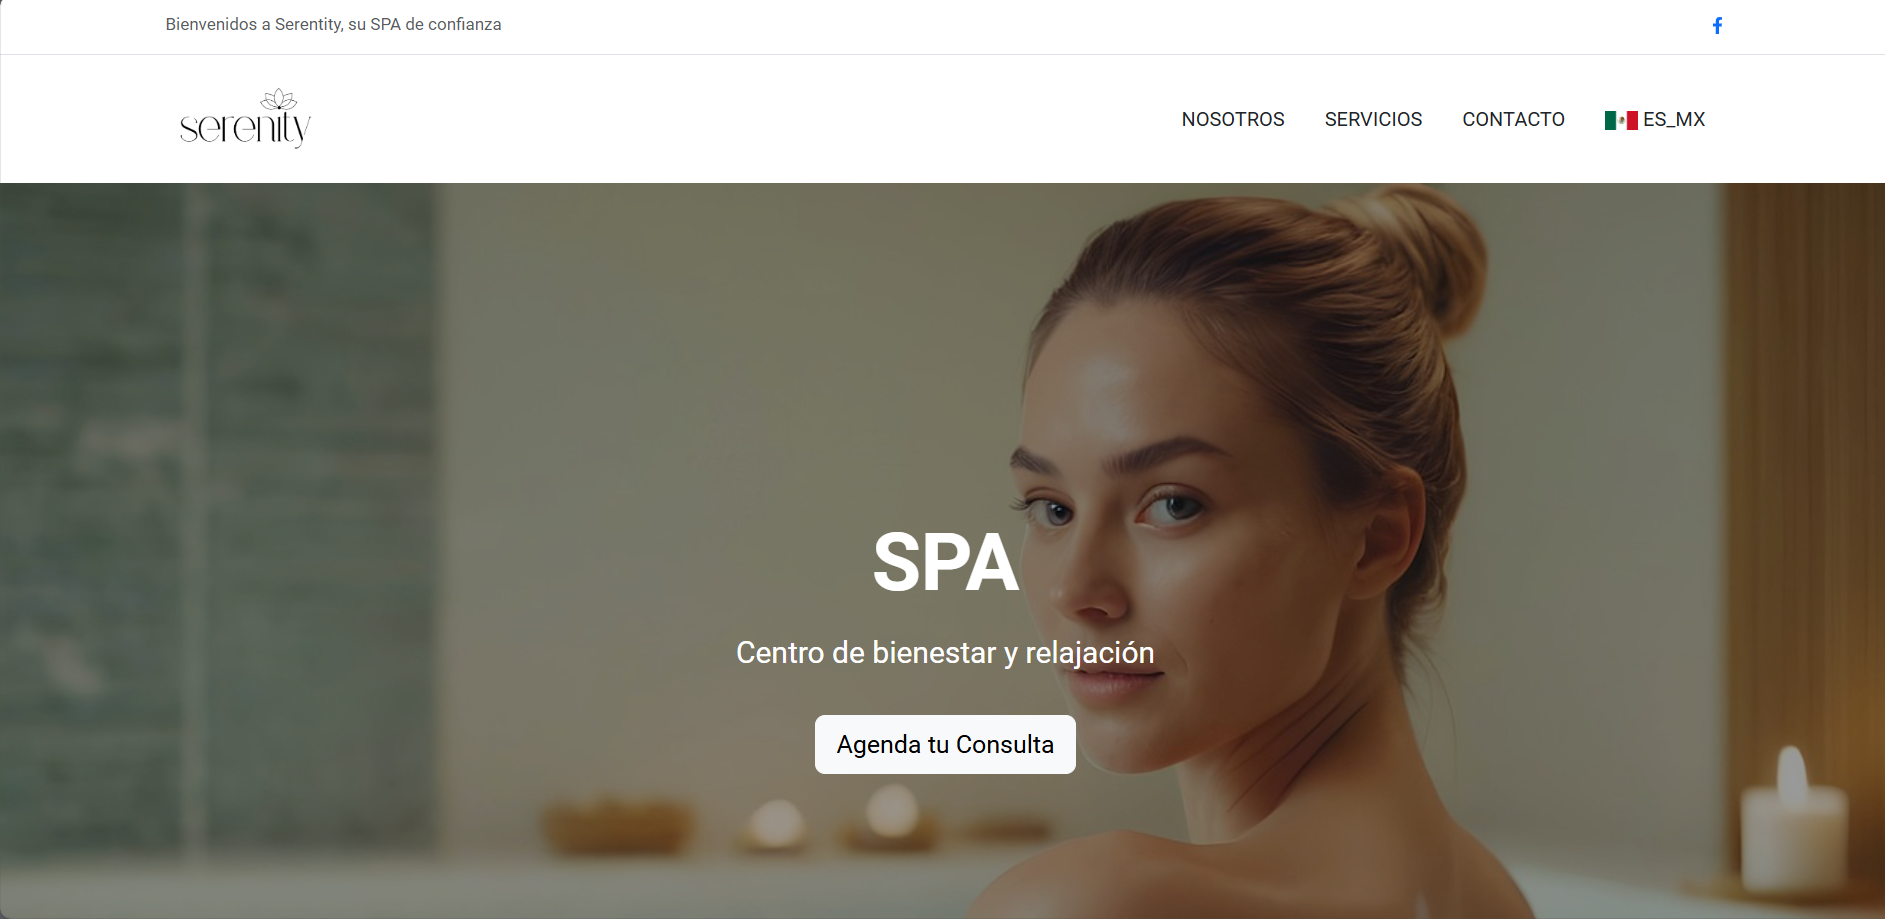 Bienvenidos a Serentity, su SPA de confianza
serenity
NOSOTROS SERVICIOS CONTACTO ES_MX
SPA
Centro de bienestar y relajación
Agenda tu Consulta